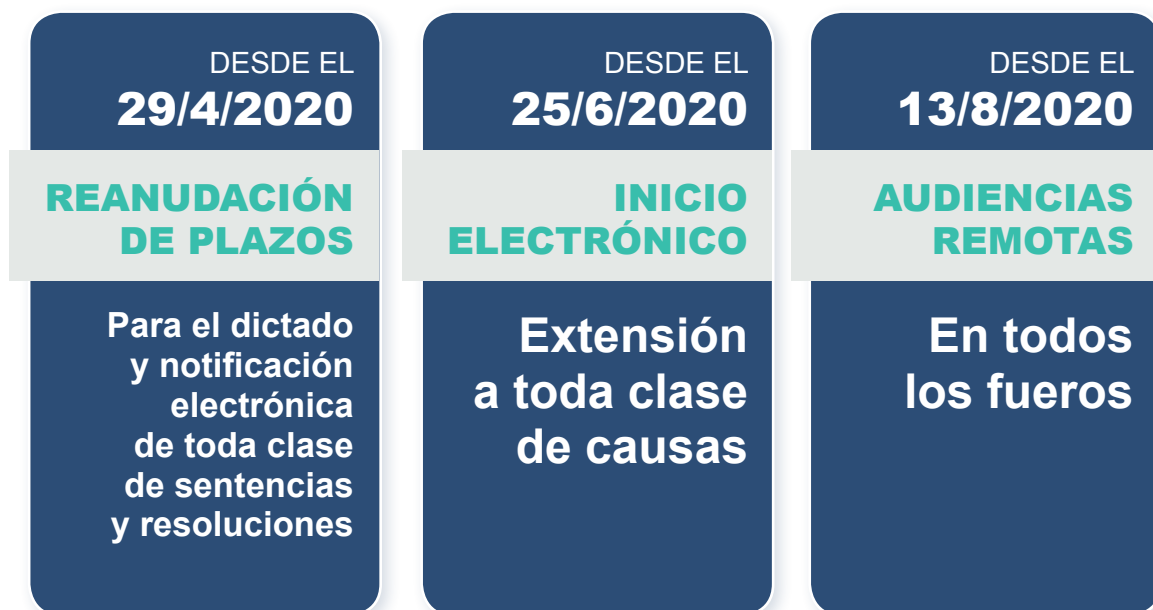 DESDE EL
29/4/2020
REANUDACIÓN
DE PLAZOS
Para el dictado
y notificación
electrónica
de toda clase
de sentencias
y resoluciones
DESDE EL
25/6/2020
INICIO
ELECTRÓNICO
Extensión
a toda clase
de causas
DESDE EL
13/8/2020
AUDIENCIAS
REMOTAS
En todos
los fueros